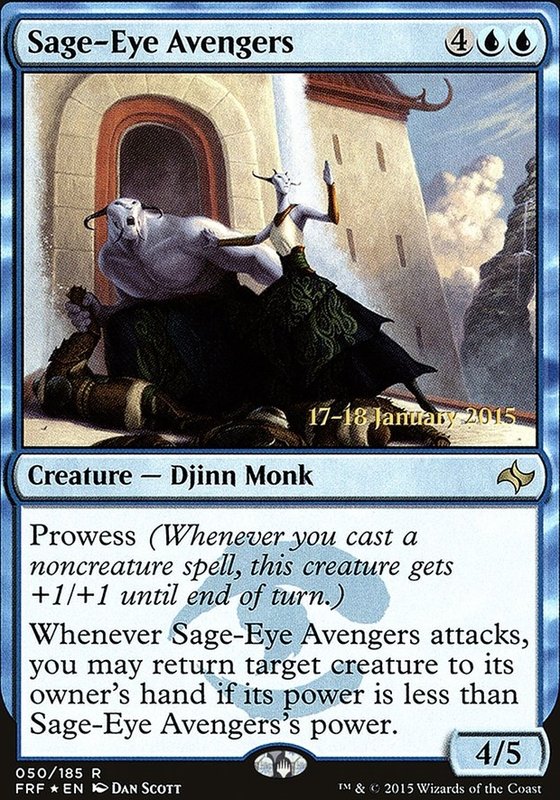 Sage-Eye Avengers 4
17-18 January 2015
Creature — Djinn Monk
Prowess (Whenever you cast a
noncreature spell, this creature gets
+1/+1 until end of turn.)
Whenever Sage-Eye Avengers attacks,
you may return target creature to its
owner's hand if its power is less than
Sage-Eye Avengers's power.
4/5
050/185 R
FRF ★ EN Dan Scott
™ & © 2015 Wizards of the Coast